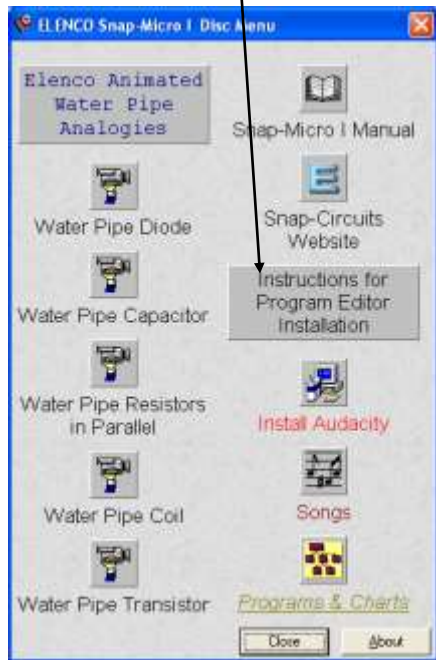 ELENCO Snap-Micro I Disc Menu
Elenco Animated
Water Pipe
Analogies
Water Pipe Diode
Water Pipe Capacitor
Water Pipe Resistors
in Parallel
Water Pipe Coil
Water Pipe Transistor
Snap-Micro I Manual
Snap-Circuits
Website
Instructions for
Program Editor
Installation
Install Audacity
Songs
Programs & Charts
Close
About